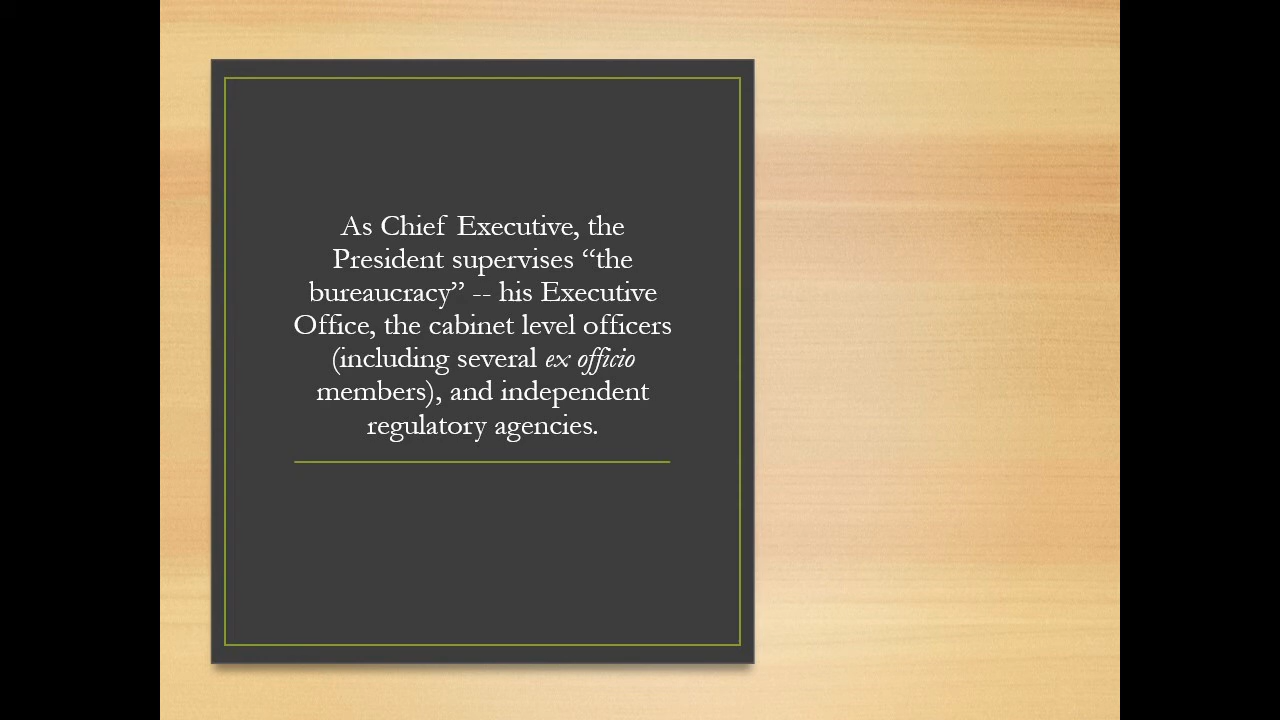 As Chief Executive, the
President supervises “the
bureaucracy” -- his Executive
Office, the cabinet level officers
(including several ex officio
members), and independent
regulatory agencies.